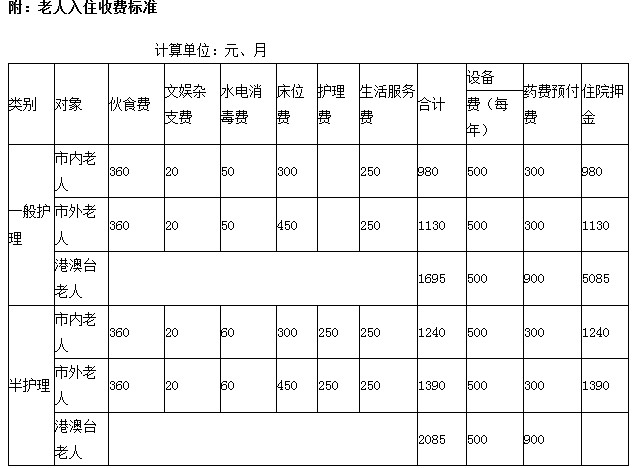 附：老人入住收费标准
计算单位：元、月
类别 对象 伙食费 文娱杂支费 水电消毒费 床位费 护理费 生活服务费 合计 设备费（每年） 药费预付费 住院押金
一般护理 市内老人 360 20 50 300 250 980 500 300 980
市外老人 360 20 50 450 250 1130 500 300 1130
港澳台老人 1695 500 900 5085
半护理 市内老人 360 20 60 300 250 250 1240 500 300 1240
市外老人 360 20 60 450 250 250 1390 500 300 1390
港澳台老人 2085 500 900